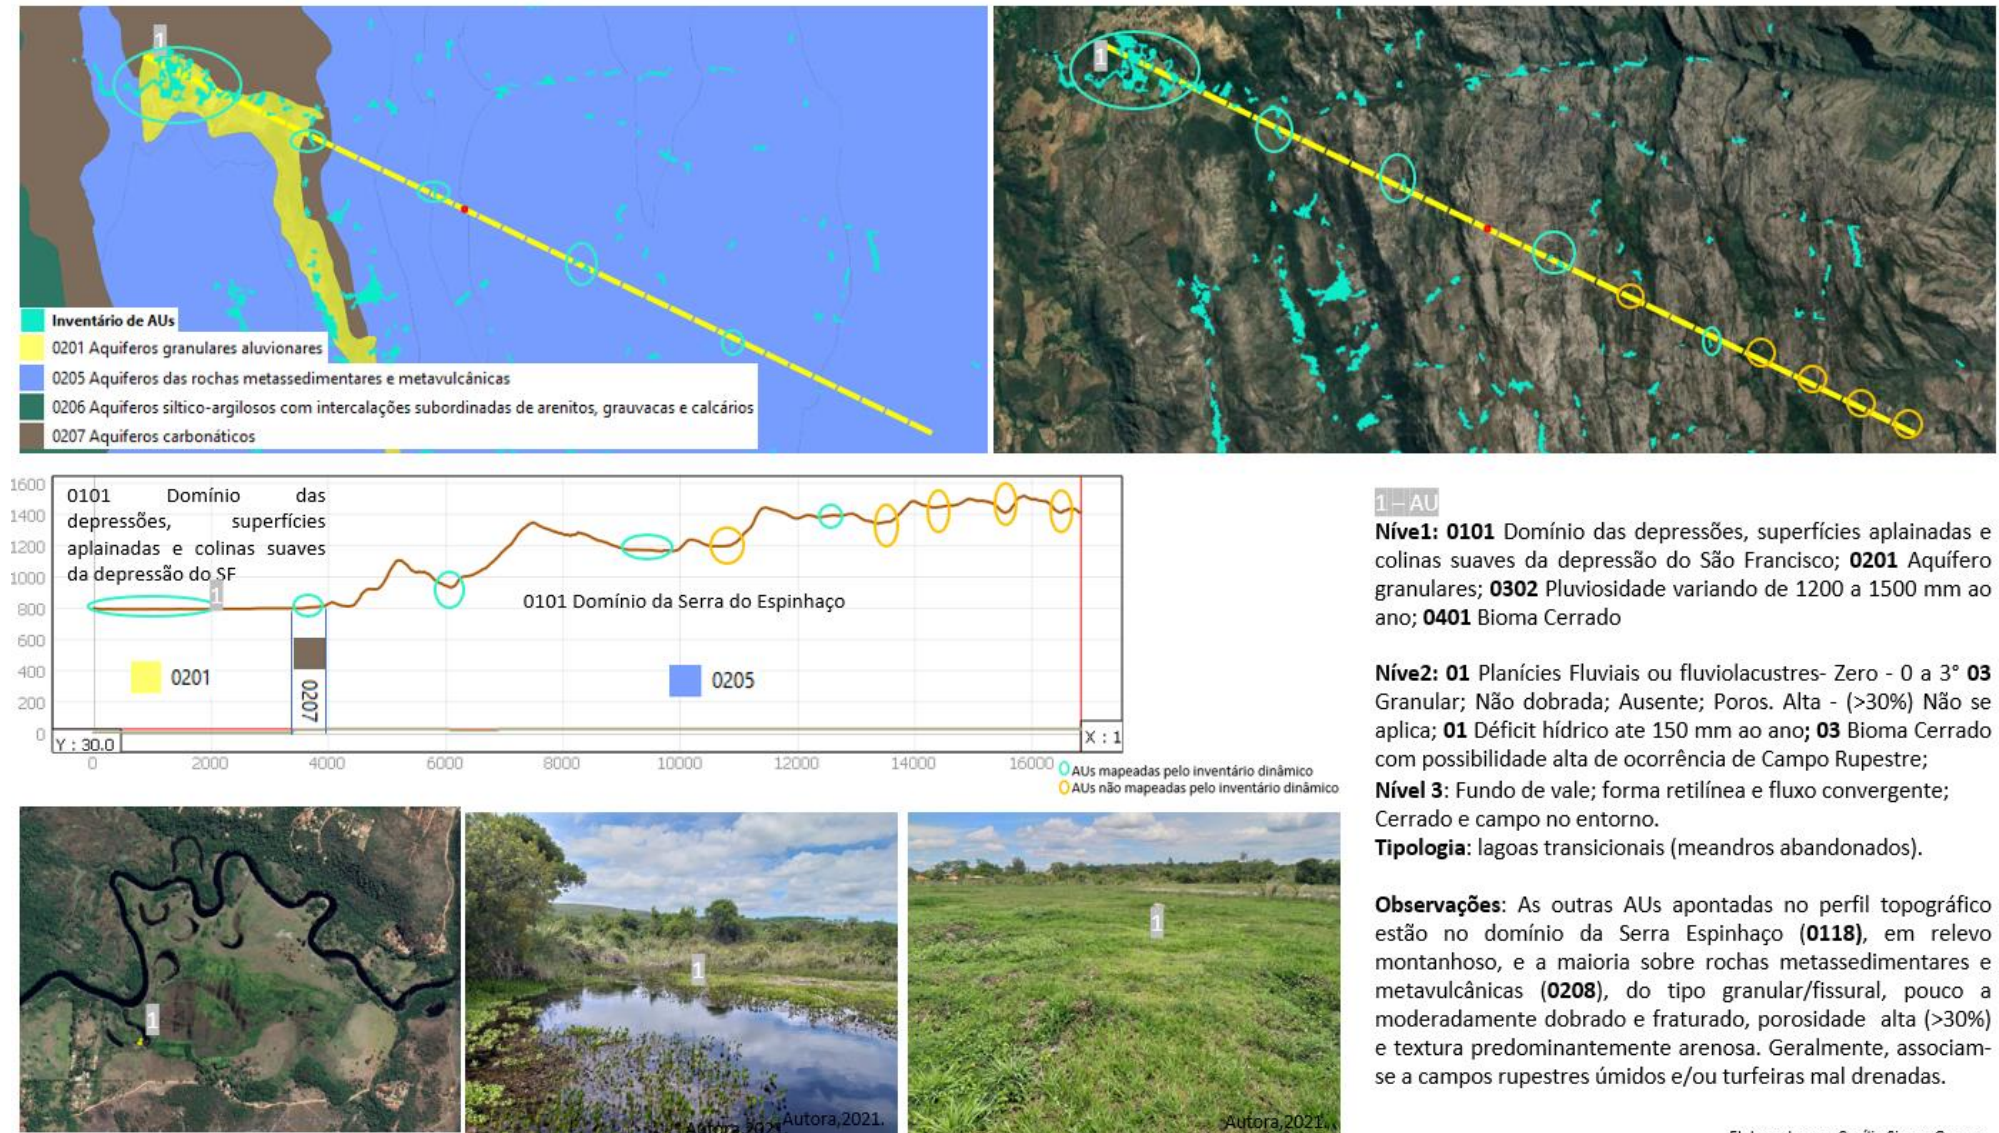 1
1
Inventário de AUs
0201 Aquiferos granulares aluvionares
0205 Aquiferos das rochas metassedimentares e metavulcânicas
0206 Aquiferos siltico-argilosos com intercalações subordinadas de arenitos, grauvacas e calcários
0207 Aquiferos carbonáticos
1600
1400
1200
1000
800
600
400
200
0
0101 Domínio das
depressões, superfícies
aplainadas e colinas suaves
da depressão do SF
1
0101 Domínio da Serra do Espinhaço
0201
0207
0205
Y : 30.0
X : 1
0 2000 4000 6000 8000 10000 12000 14000 16000
AUs mapeadas pelo inventário dinâmico
AUs não mapeadas pelo inventário dinâmico
1
1
Autora,2021.
Autora,2021.
1
Autora,2021.
1 – AU
Níve1: 0101 Domínio das depressões, superfícies aplainadas e
colinas suaves da depressão do São Francisco; 0201 Aquífero
granulares; 0302 Pluviosidade variando de 1200 a 1500 mm ao
ano; 0401 Bioma Cerrado
Níve2: 01 Planícies Fluviais ou fluviolacustres- Zero - 0 a 3° 03
Granular; Não dobrada; Ausente; Poros. Alta - (>30%) Não se
aplica; 01 Déficit hídrico ate 150 mm ao ano; 03 Bioma Cerrado
com possibilidade alta de ocorrência de Campo Rupestre;
Nível 3: Fundo de vale; forma retilínea e fluxo convergente;
Cerrado e campo no entorno.
Tipologia: lagoas transicionais (meandros abandonados).
Observações: As outras AUs apontadas no perfil topográfico
estão no domínio da Serra Espinhaço (0118), em relevo
montanhoso, e a maioria sobre rochas metassedimentares e
metavulcânicas (0208), do tipo granular/fissural, pouco a
moderadamente dobrado e fraturado, porosidade alta (>30%)
e textura predominantemente arenosa. Geralmente, associam-
se a campos rupestres úmidos e/ou turfeiras mal drenadas.